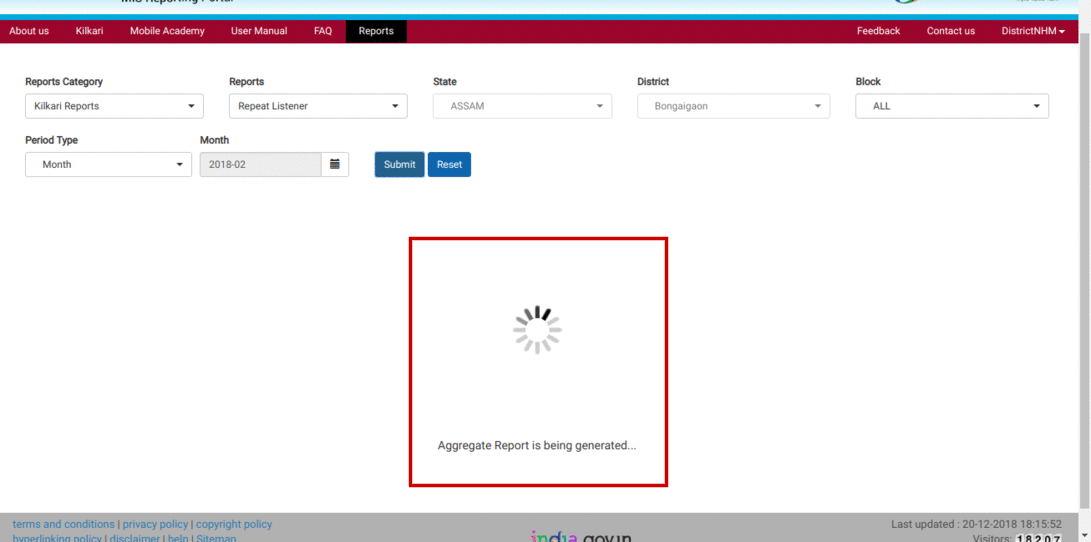 MIS Reporting Portal
About us Kilkari Mobile Academy User Manual FAQ Reports Feedback Contact us DistrictNHM
Reports Category Reports State District Block
Kilkari Reports Repeat Listener ASSAM Bongaigaon ALL
Period Type Month
Month 2018-02 Submit Reset
Aggregate Report is being generated...
terms and conditions | privacy policy | copyright policy Last updated : 20-12-2018 18:15:52
hyperlinking policy | disclaimer | help | Sitemap india.gov.in Visitors: 18207